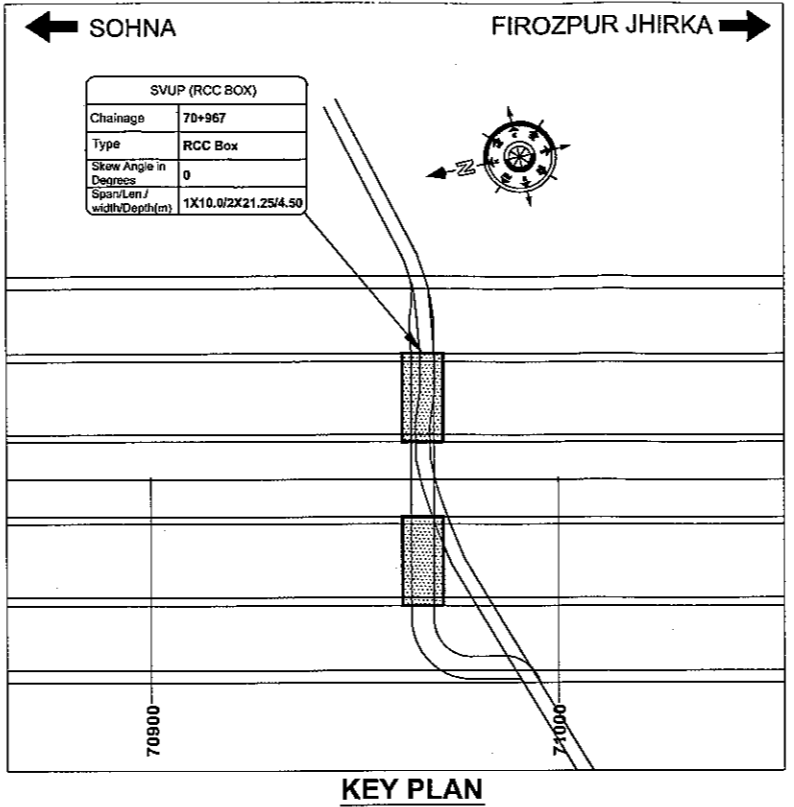 SOHNA
FIROZPUR JHIRKA
SVUP (RCC BOX)
Chainage 70+967
Type RCC Box
Skew Angle in
Degrees 0
Span/Len./
width/Depth(m) 1X10.0/2X21.25/4.50
N
70900
71000
KEY PLAN